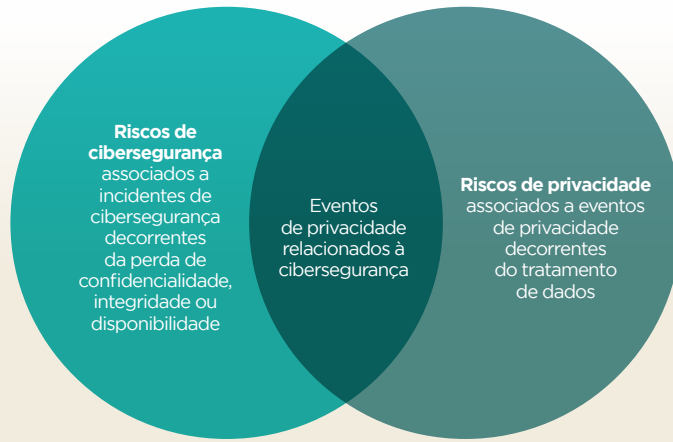 Riscos de
cibersegurança
associados a
incidentes de
cibersegurança
decorrentes
da perda de
confidencialidade,
integridade ou
disponibilidade
Eventos
de privacidade
relacionados à
cibersegurança
Riscos de privacidade
associados a eventos
de privacidade
decorrentes
do tratamento
de dados